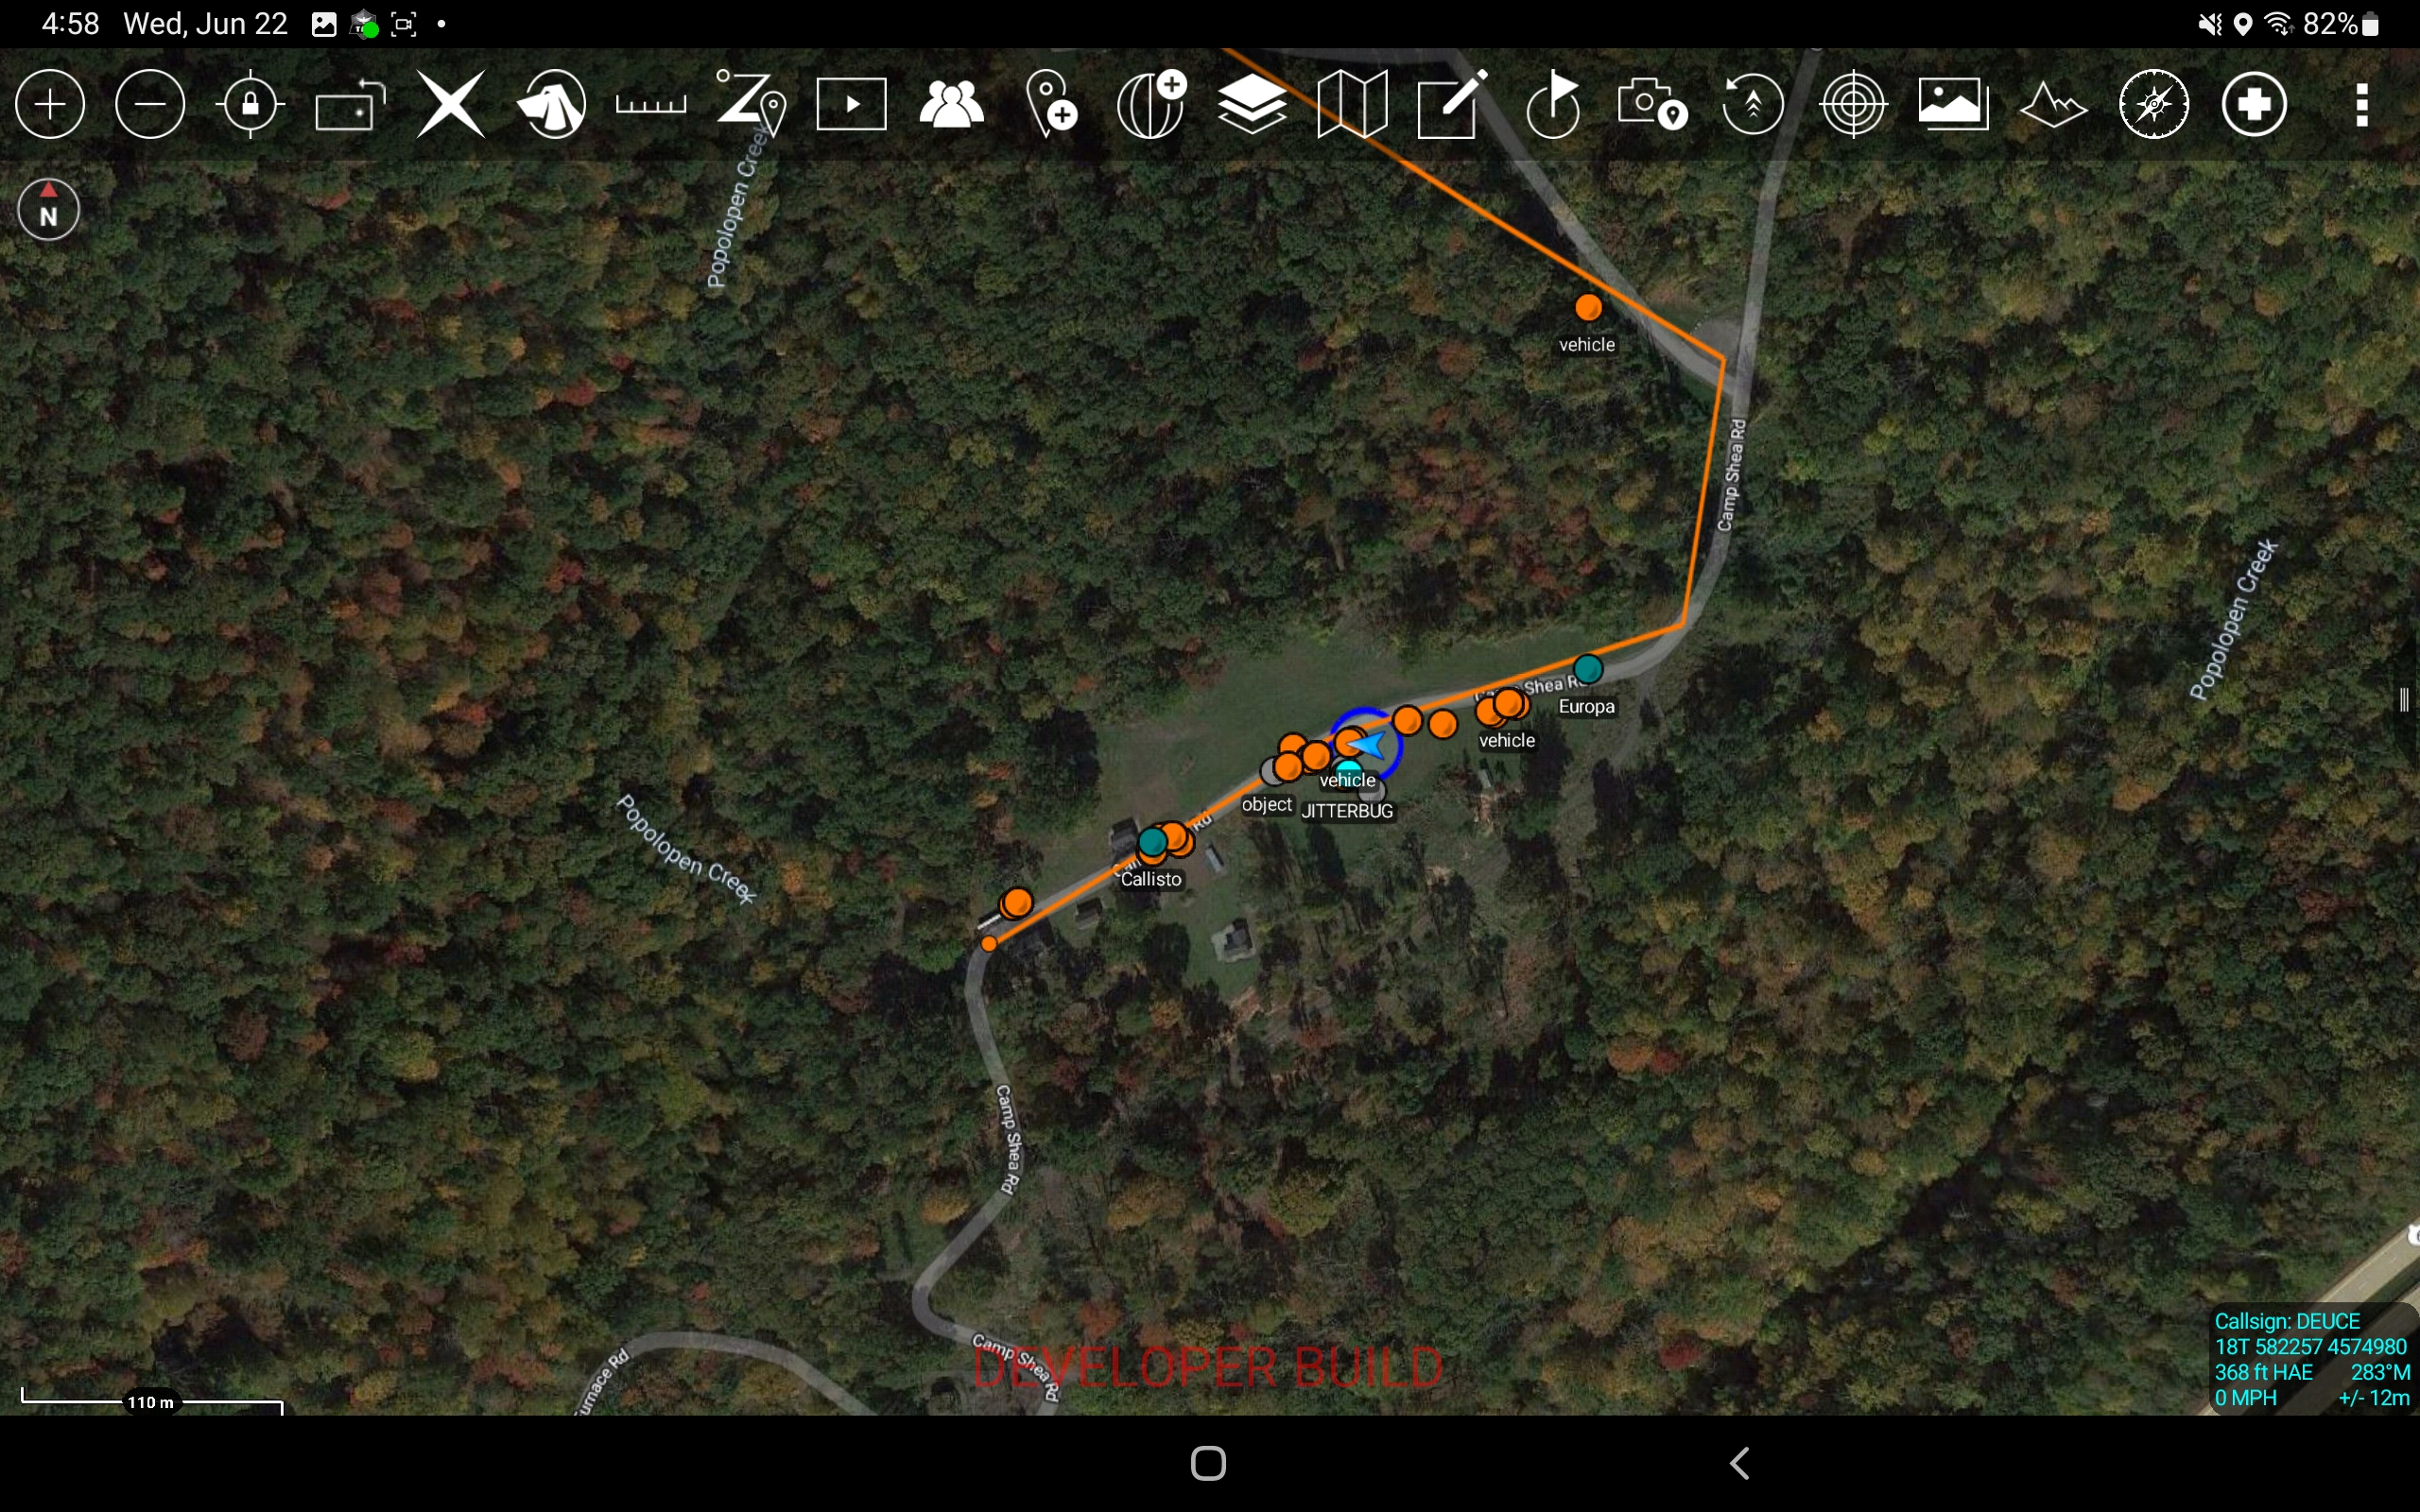 4:58 Wed, Jun 22
82%
N
Popolopen Creek
vehicle
Camp Shea Rd
Popolopen Creek
Shea R
Europa
vehicle
vehicle
object
JITTERBUG
Rd
Callisto
Popolopen Creek
Camp Shea Rd
Camp Shea Rd
urnace Rd
DEVELOPER BUILD
110 m
Callsign: DEUCE
18T 582257 4574980
368 ft HAE 283°M
0 MPH +/- 12m